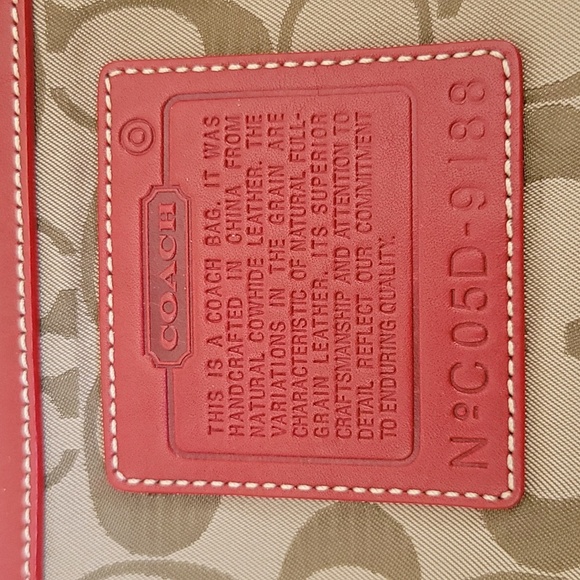 COACH
THIS IS A COACH BAG. IT WAS
HANDCRAFTED IN CHINA FROM
NATURAL COWHIDE LEATHER. THE
VARIATIONS IN THE GRAIN ARE
CHARACTERISTIC OF NATURAL FULL-
GRAIN LEATHER. ITS SUPERIOR
CRAFTSMANSHIP AND ATTENTION TO
DETAIL REFLECT OUR COMMITMENT
TO ENDURING QUALITY.
Nº C05D-9188